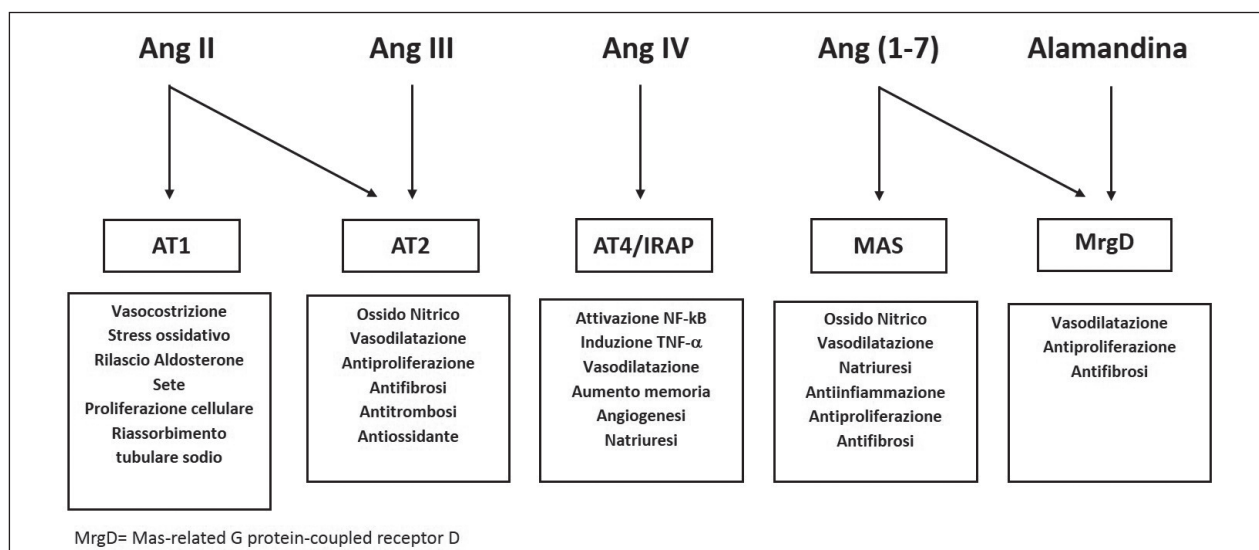 Ang II
Ang III
Ang IV
Ang (1-7)
Alamandina
AT1
AT2
AT4/IRAP
MAS
MrgD
Vasocostrizione
Stress ossidativo
Rilascio Aldosterone
Sete
Proliferazione cellulare
Riassorbimento
tubulare sodio
Ossido Nitrico
Vasodilatazione
Antiproliferazione
Antifibrosi
Antitrombosi
Antiossidante
Attivazione NF-kB
Induzione TNF-α
Vasodilatazione
Aumento memoria
Angiogenesi
Natriuresi
Ossido Nitrico
Vasodilatazione
Natriuresi
Antiinfiammazione
Antiproliferazione
Antifibrosi
Vasodilatazione
Antiproliferazione
Antifibrosi
MrgD= Mas-related G protein-coupled receptor D